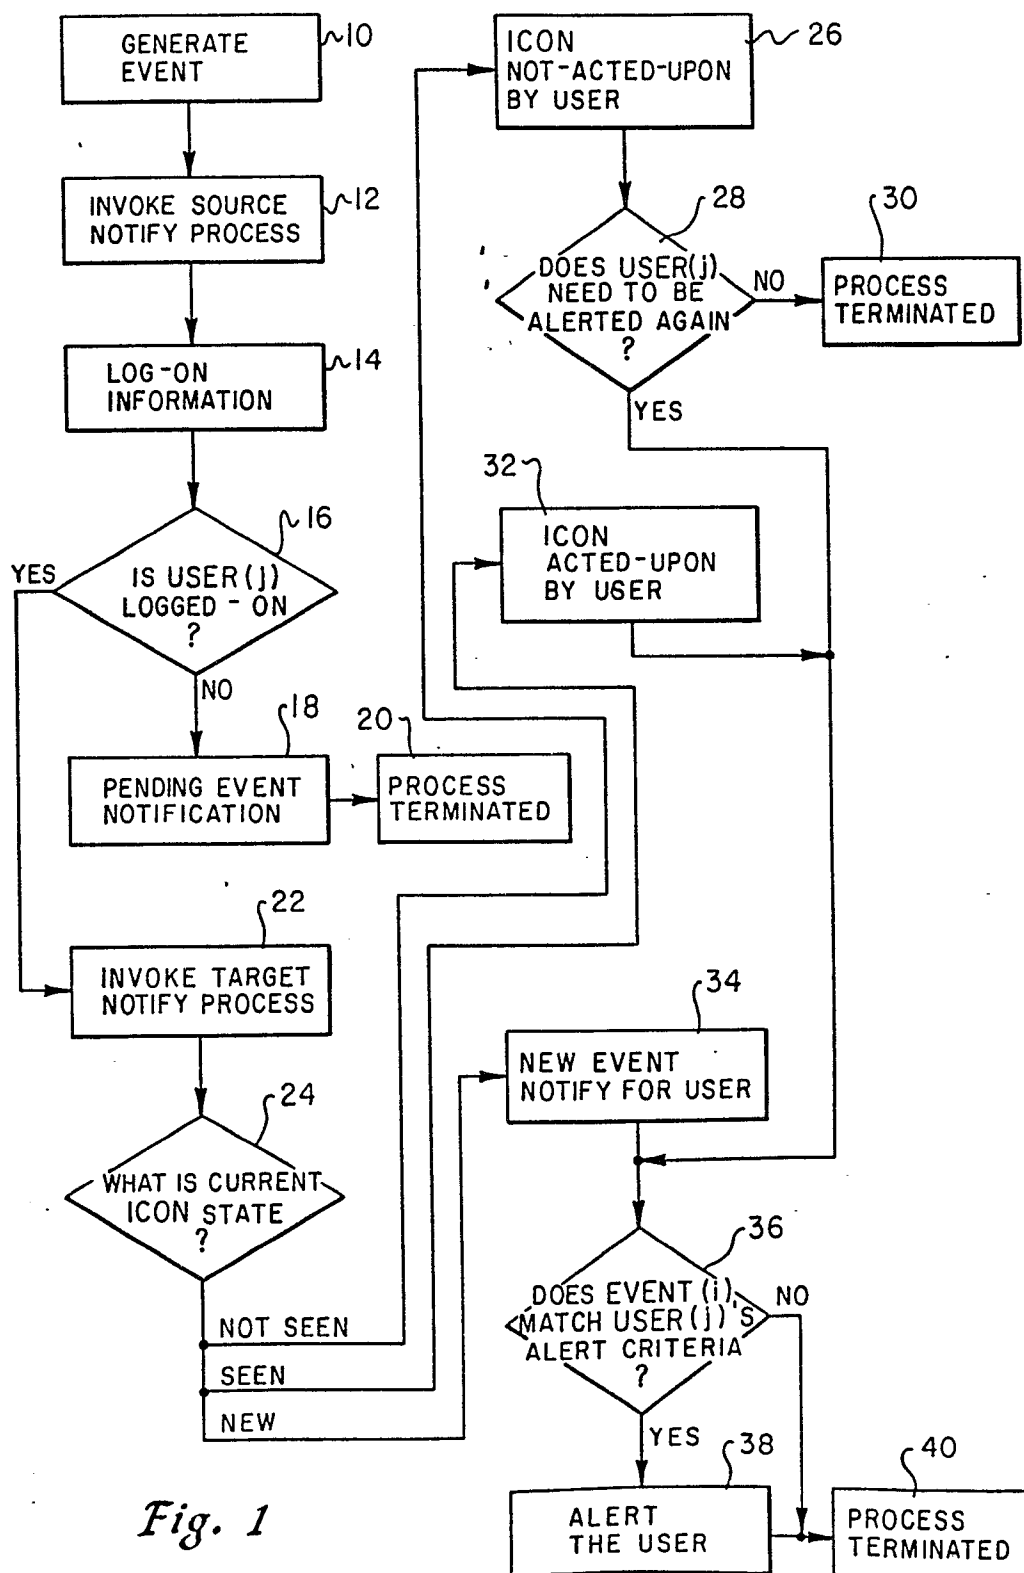 GENERATE
EVENT
10
INVOKE SOURCE
NOTIFY PROCESS
12
LOG-ON
INFORMATION
14
16
YES
IS USER(j)
LOGGED-ON
?
NO
18
PENDING EVENT
NOTIFICATION
20
PROCESS
TERMINATED
22
INVOKE TARGET
NOTIFY PROCESS
24
WHAT IS CURRENT
ICON STATE
?
NOT SEEN
SEEN
NEW
ICON
NOT-ACTED-UPON
BY USER
26
28
DOES USER(j)
NEED TO BE
ALERTED AGAIN
?
NO
YES
30
PROCESS
TERMINATED
32
ICON
ACTED-UPON
BY USER
34
NEW EVENT
NOTIFY FOR USER
36
DOES EVENT (i)
MATCH USER(j)'S
ALERT CRITERIA
?
NO
YES
38
ALERT
THE USER
40
PROCESS
TERMINATED
Fig. 1